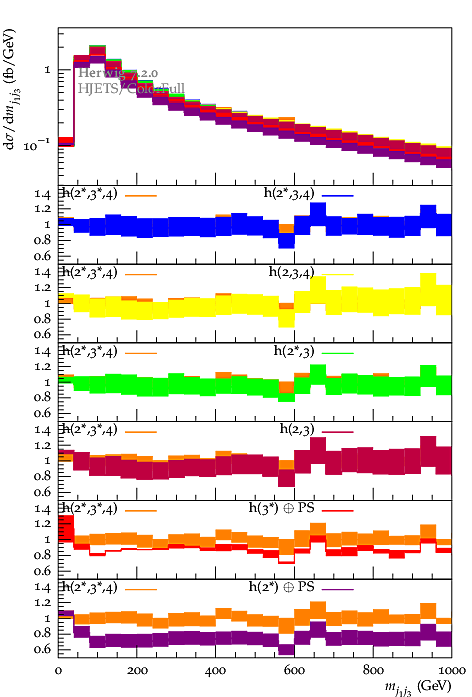 dσ/dm_{j₁j₃} (fb/GeV)
1
10⁻¹
Herwig 7.2.0
HJETS/ColorFull
h(2*,3*,4) h(2*,3,4)
1.4
1.2
1
0.8
0.6
h(2*,3*,4) h(2,3,4)
1.4
1.2
1
0.8
0.6
h(2*,3*,4) h(2*,3)
1.4
1.2
1
0.8
0.6
h(2*,3*,4) h(2,3)
1.4
1.2
1
0.8
0.6
h(2*,3*,4) h(3*) ⊕ PS
1.4
1.2
1
0.8
0.6
h(2*,3*,4) h(2*) ⊕ PS
1.4
1.2
1
0.8
0.6
0 200 400 600 800 1000
m_{j₁j₃} (GeV)